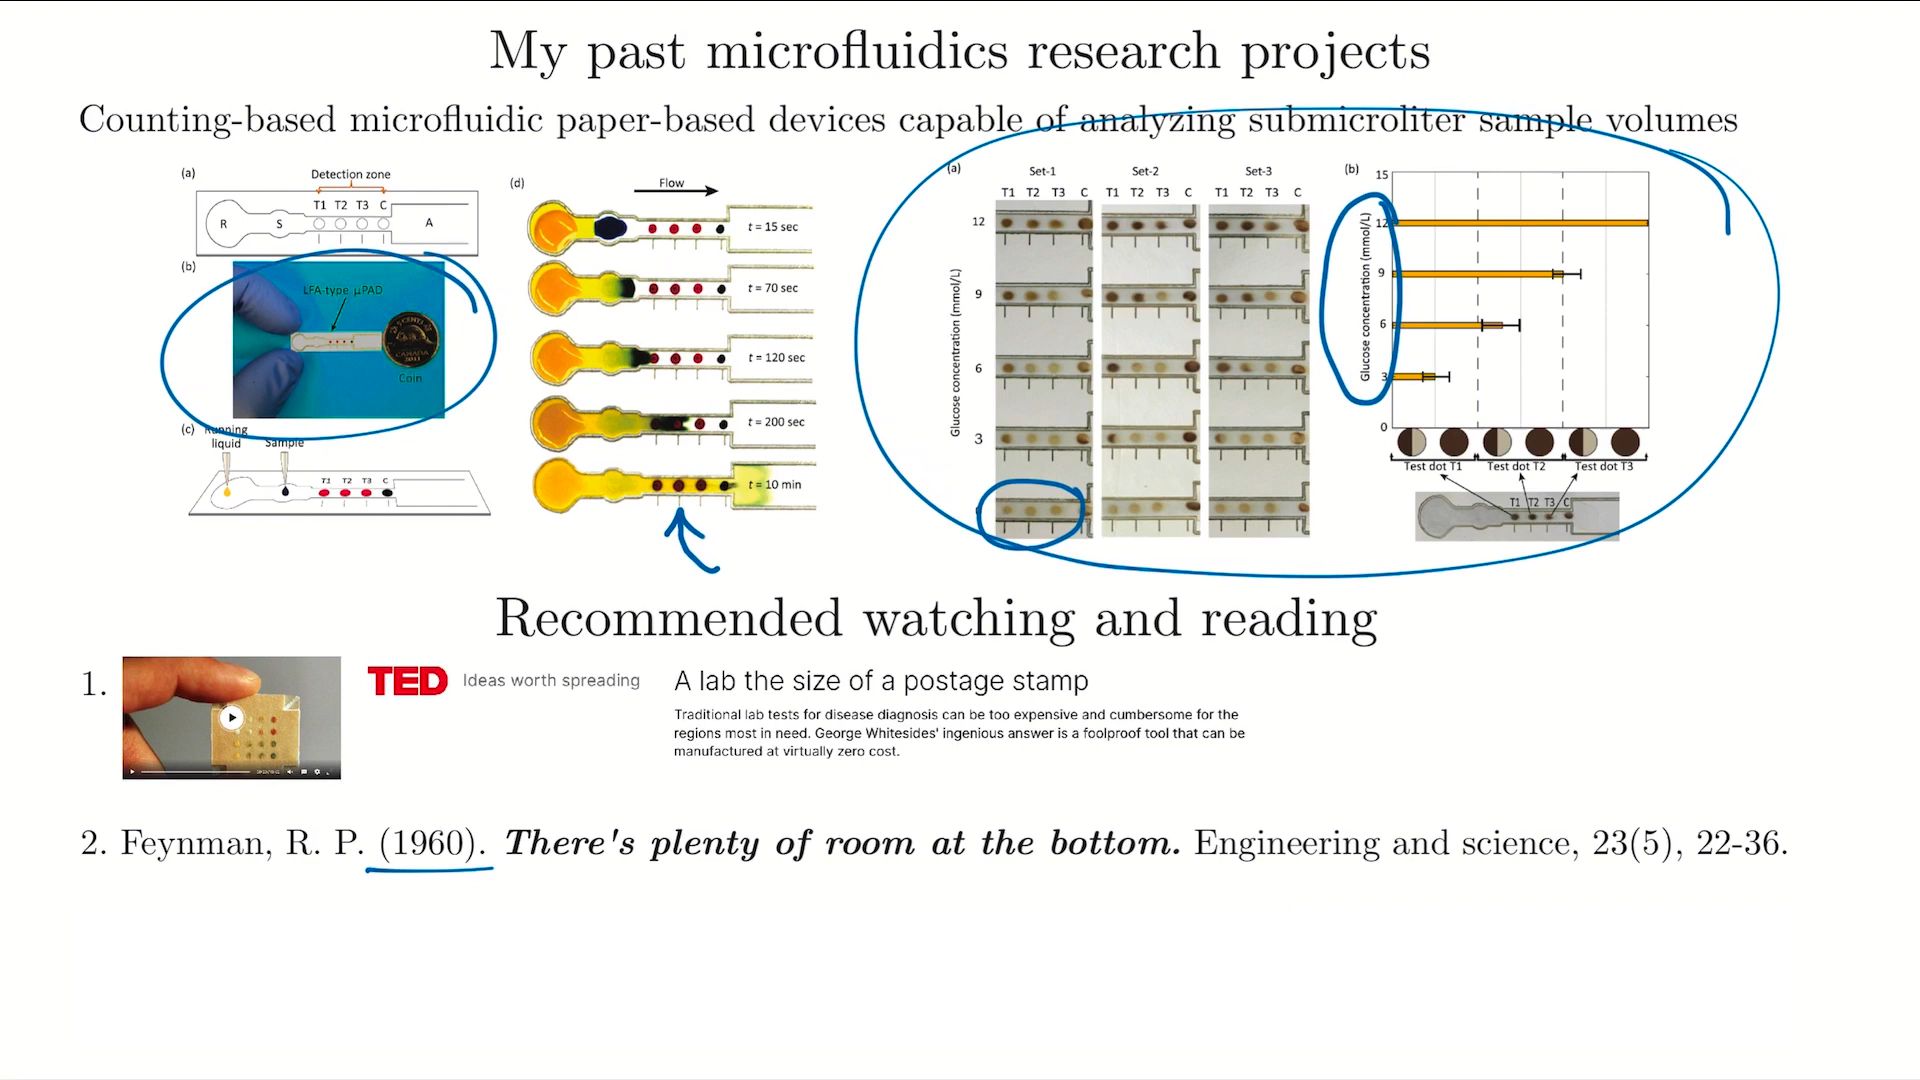 My past microfluidics research projects
Counting-based microfluidic paper-based devices capable of analyzing submicroliter sample volumes
(a)
Detection zone
T1 T2 T3 C
R S A
(b)
LFA-type µPAD
5 CENTS
CANADA
2011
Coin
(c)
Running
liquid
Sample
T1 T2 T3 C
(d)
Flow
t = 15 sec
t = 70 sec
t = 120 sec
t = 200 sec
t = 10 min
(a)
Set-1 Set-2 Set-3
T1 T2 T3 C T1 T2 T3 C T1 T2 T3 C
Glucose concentration (mmol/L)
12
9
6
3
(b)
Glucose concentration (mmol/L)
15
12
9
6
3
0
Test dot T1 Test dot T2 Test dot T3
T1 T2 T3 C
Recommended watching and reading
1.
TED Ideas worth spreading
A lab the size of a postage stamp
Traditional lab tests for disease diagnosis can be too expensive and cumbersome for the
regions most in need. George Whitesides' ingenious answer is a foolproof tool that can be
manufactured at virtually zero cost.
2. Feynman, R. P. (1960). There's plenty of room at the bottom. Engineering and science, 23(5), 22-36.